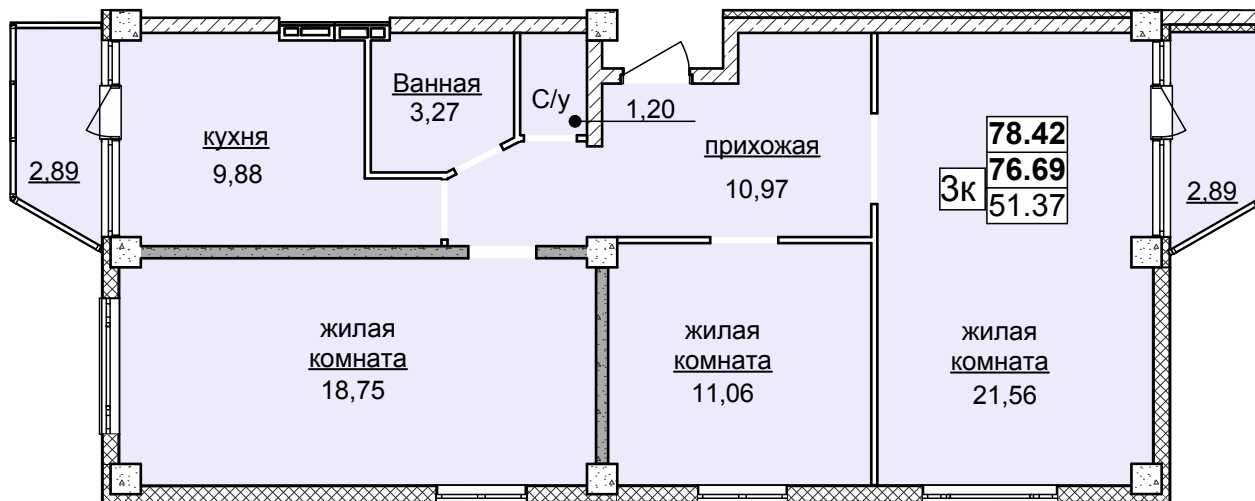 Ванная
3,27
С/у
1,20
кухня
9,88
прихожая
10,97
2,89
3к
78.42
76.69
51.37
2,89
жилая
комната
18,75
жилая
комната
11,06
жилая
комната
21,56